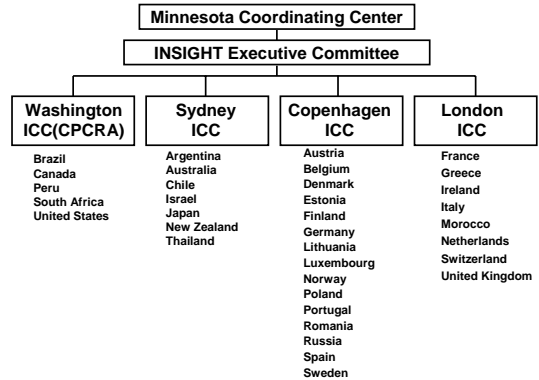 Minnesota Coordinating Center
INSIGHT Executive Committee
Washington
ICC(CPCRA)
Brazil
Canada
Peru
South Africa
United States
Sydney
ICC
Argentina
Australia
Chile
Israel
Japan
New Zealand
Thailand
Copenhagen
ICC
Austria
Belgium
Denmark
Estonia
Finland
Germany
Lithuania
Luxembourg
Norway
Poland
Portugal
Romania
Russia
Spain
Sweden
London
ICC
France
Greece
Ireland
Italy
Morocco
Netherlands
Switzerland
United Kingdom